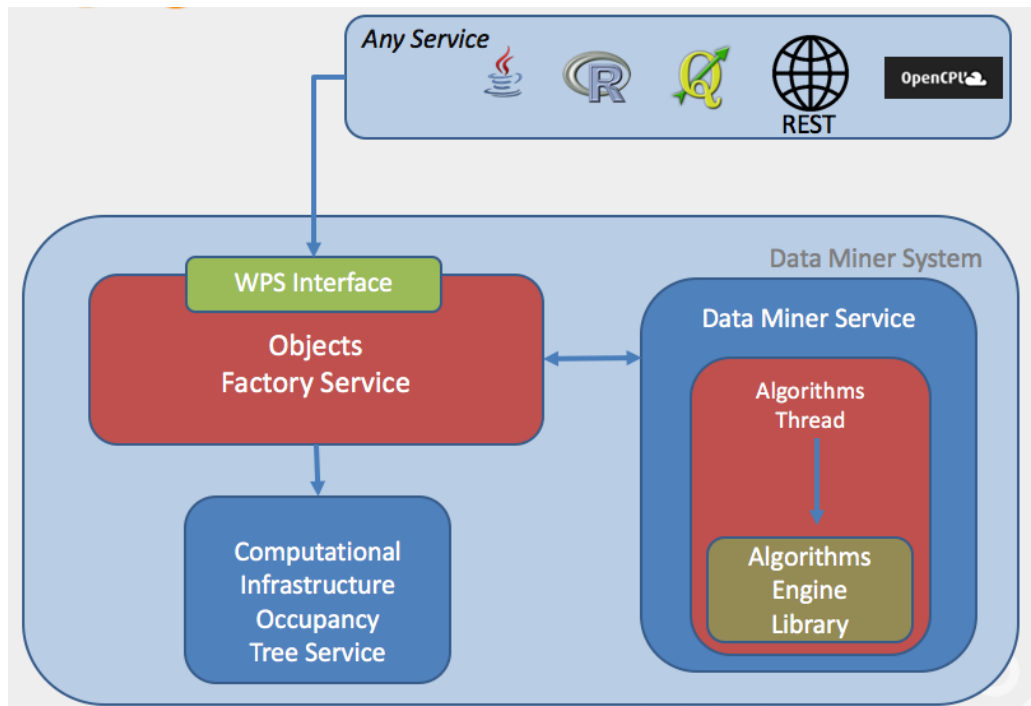 Any Service
R
Q
REST
OpenCPU
Data Miner System
WPS Interface
Objects
Factory Service
Data Miner Service
Algorithms
Thread
Computational
Infrastructure
Occupancy
Tree Service
Algorithms
Engine
Library